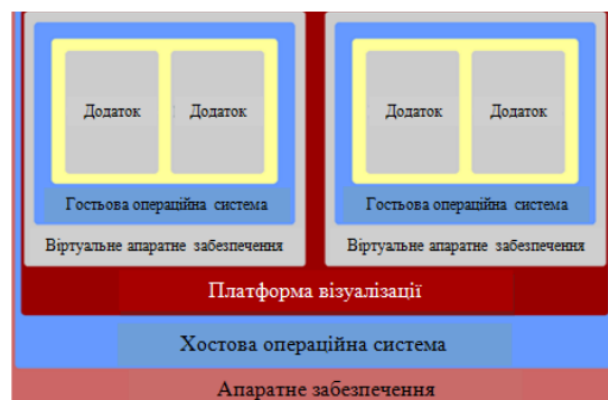 Додаток Додаток Додаток Додаток
Гостьова операційна система Гостьова операційна система
Віртуальне апаратне забезпечення Віртуальне апаратне забезпечення
Платформа візуалізації
Хостова операційна система
Апаратне забезпечення